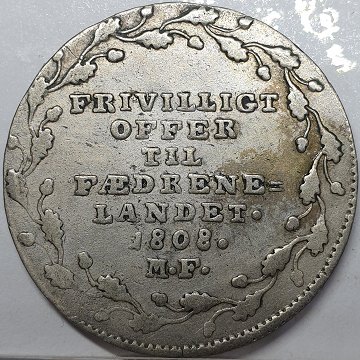 FRIVILLIGT
OFFER
TIL
FÆDRENE=
LANDET.
1808.
M.F.